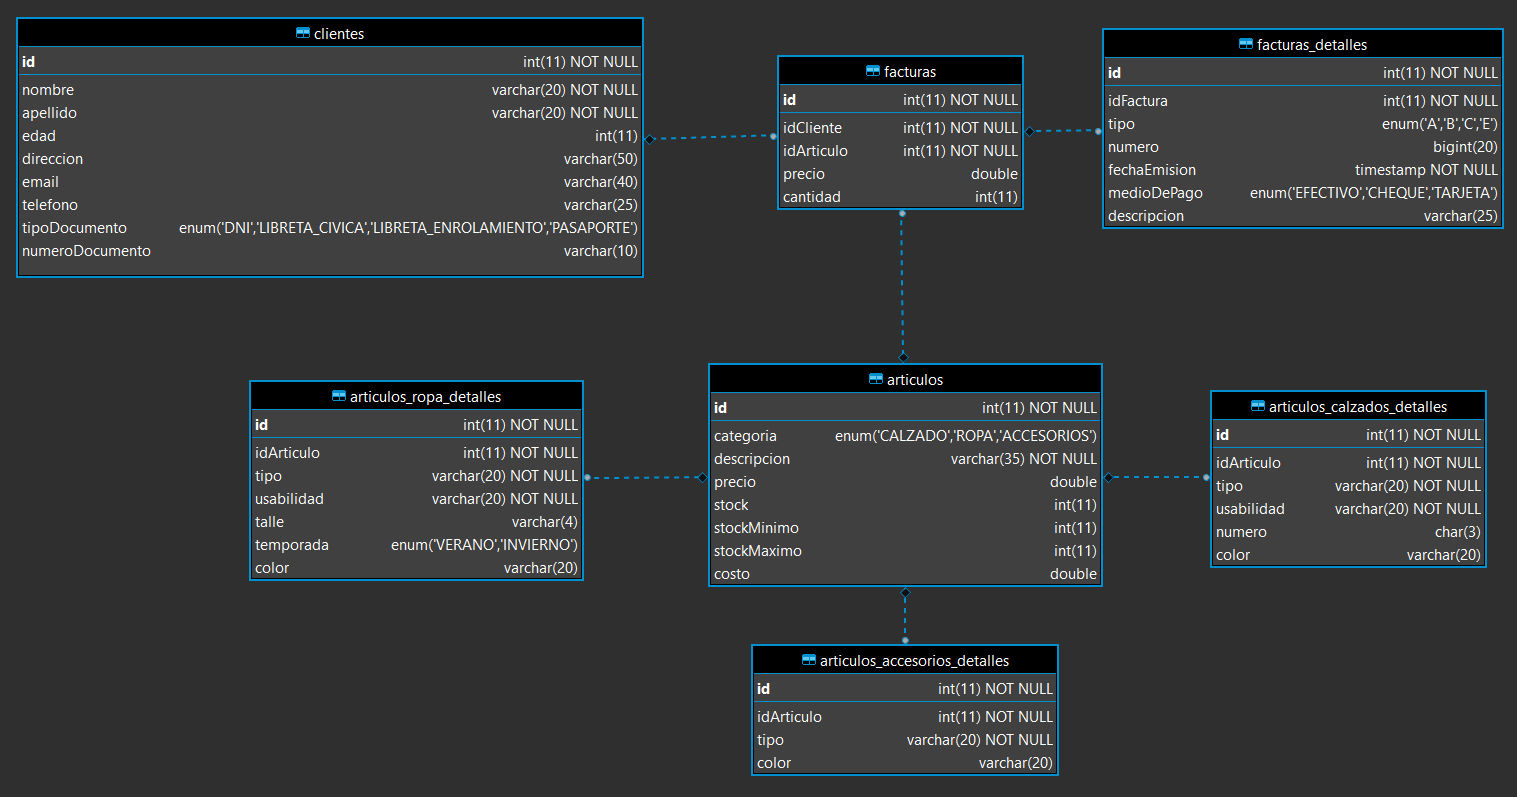 clientes
id int(11) NOT NULL
nombre varchar(20) NOT NULL
apellido varchar(20) NOT NULL
edad int(11)
direccion varchar(50)
email varchar(40)
telefono varchar(25)
tipoDocumento enum('DNI','LIBRETA_CIVICA','LIBRETA_ENROLAMIENTO','PASAPORTE')
numeroDocumento varchar(10)
facturas
id int(11) NOT NULL
idCliente int(11) NOT NULL
idArticulo int(11) NOT NULL
precio double
cantidad int(11)
facturas_detalles
id int(11) NOT NULL
idFactura int(11) NOT NULL
tipo enum('A','B','C','E')
numero bigint(20)
fechaEmision timestamp NOT NULL
medioDePago enum('EFECTIVO','CHEQUE','TARJETA')
descripcion varchar(25)
articulos_ropa_detalles
id int(11) NOT NULL
idArticulo int(11) NOT NULL
tipo varchar(20) NOT NULL
usabilidad varchar(20) NOT NULL
talle varchar(4)
temporada enum('VERANO','INVIERNO')
color varchar(20)
articulos
id int(11) NOT NULL
categoria enum('CALZADO','ROPA','ACCESORIOS')
descripcion varchar(35) NOT NULL
precio double
stock int(11)
stockMinimo int(11)
stockMaximo int(11)
costo double
articulos_calzados_detalles
id int(11) NOT NULL
idArticulo int(11) NOT NULL
tipo varchar(20) NOT NULL
usabilidad varchar(20) NOT NULL
numero char(3)
color varchar(20)
articulos_accesorios_detalles
id int(11) NOT NULL
idArticulo int(11) NOT NULL
tipo varchar(20) NOT NULL
color varchar(20)